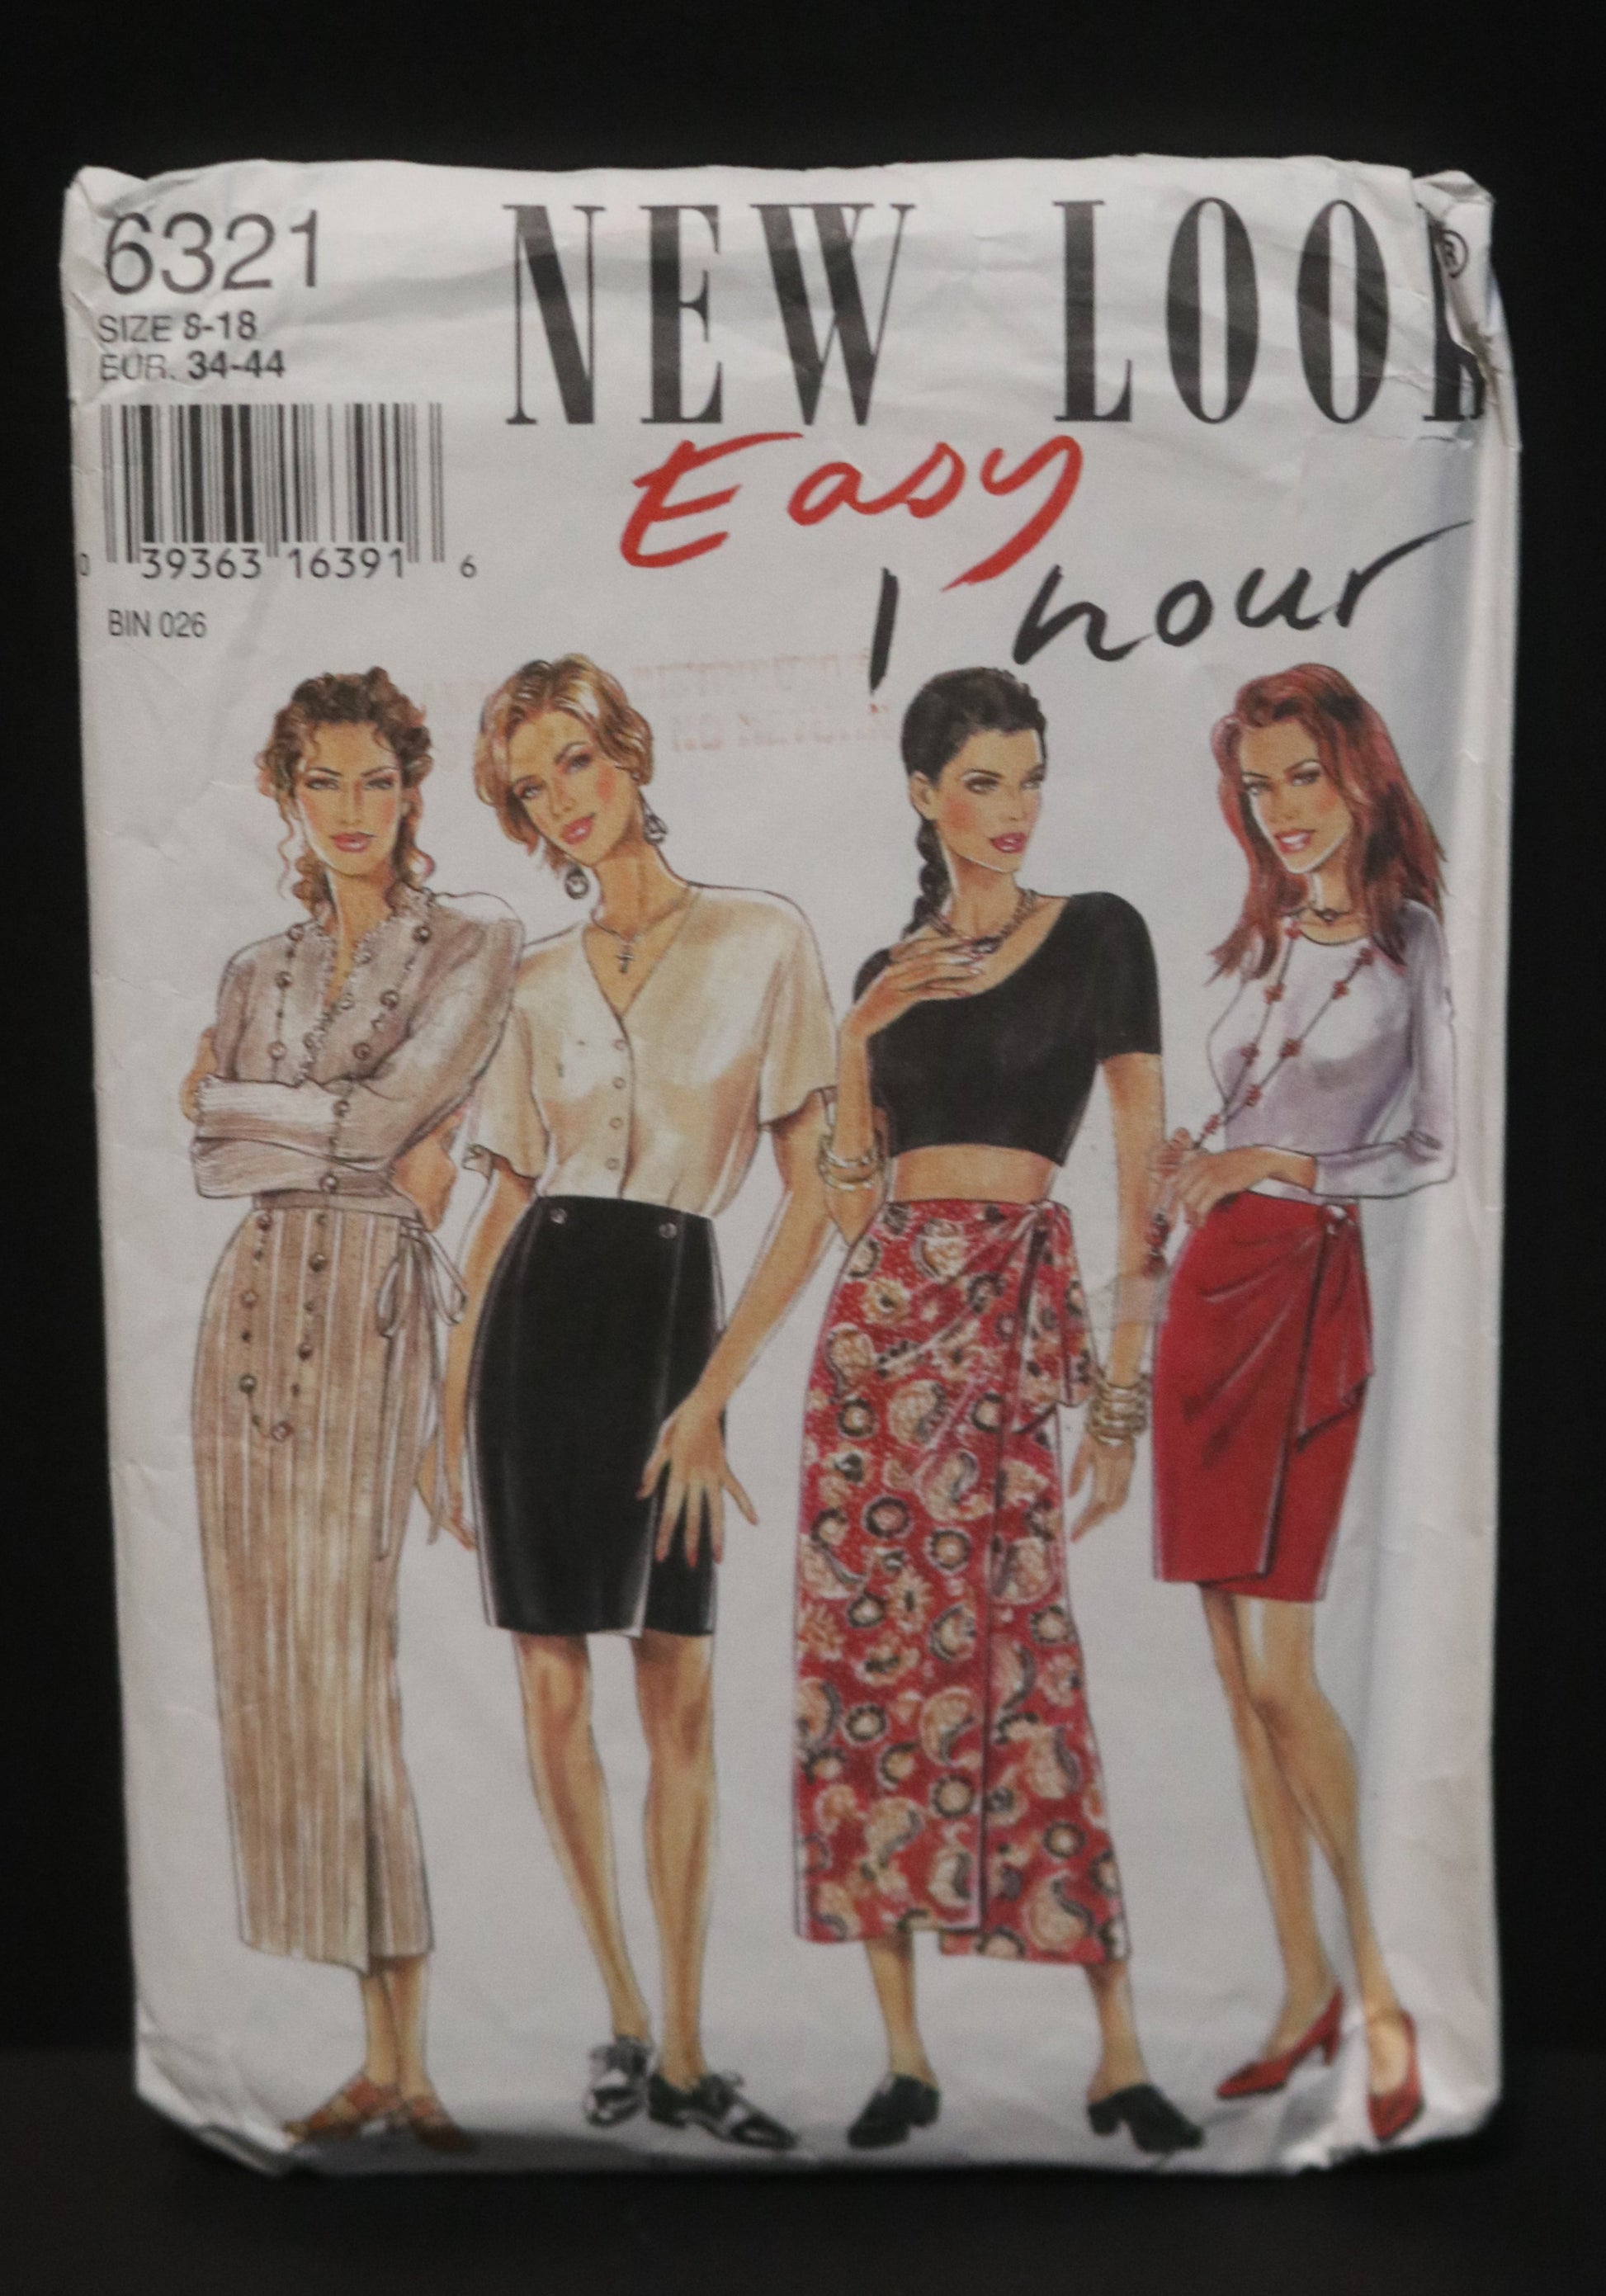 6321
NEW LOOK®
SIZE 8-18
EUR. 34-44
Easy
1 hour
0 39363 16391 6
BIN 026